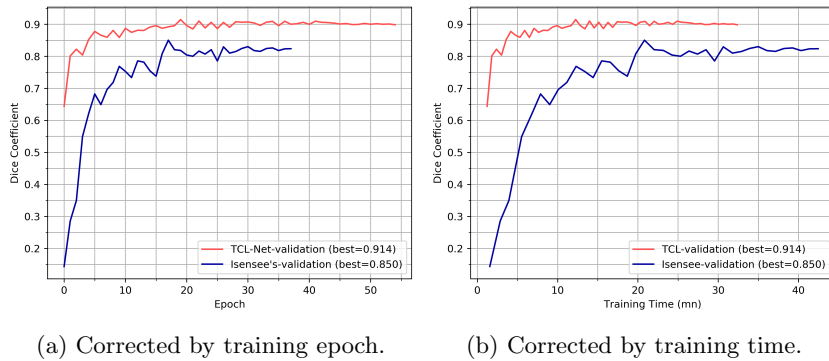 0.9
0.8
0.7
0.6
0.5
0.4
0.3
0.2
Dice Coefficient
0 10 20 30 40 50
Epoch
TCL-Net-validation (best=0.914)
Isensee's-validation (best=0.850)
(a) Corrected by training epoch.
0.9
0.8
0.7
0.6
0.5
0.4
0.3
0.2
Dice Coefficient
0 10 20 30 40
Training Time (mn)
TCL-validation (best=0.914)
Isensee-validation (best=0.850)
(b) Corrected by training time.